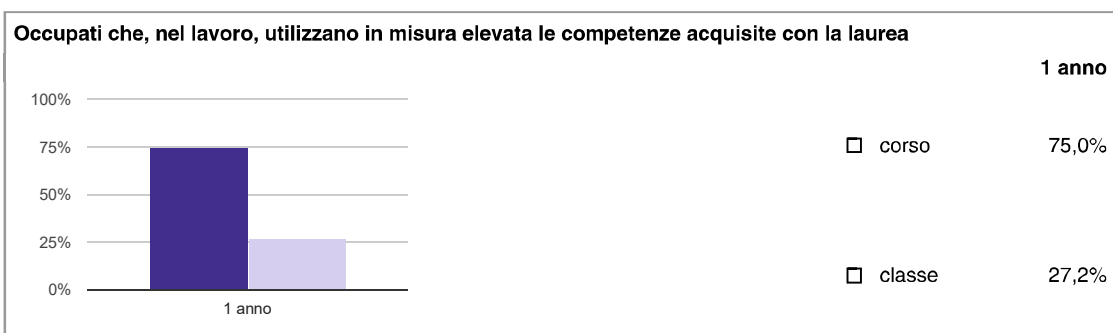 Occupati che, nel lavoro, utilizzano in misura elevata le competenze acquisite con la laurea
1 anno
100%
75%
50%
25%
0%
1 anno
corso 75,0%
classe 27,2%